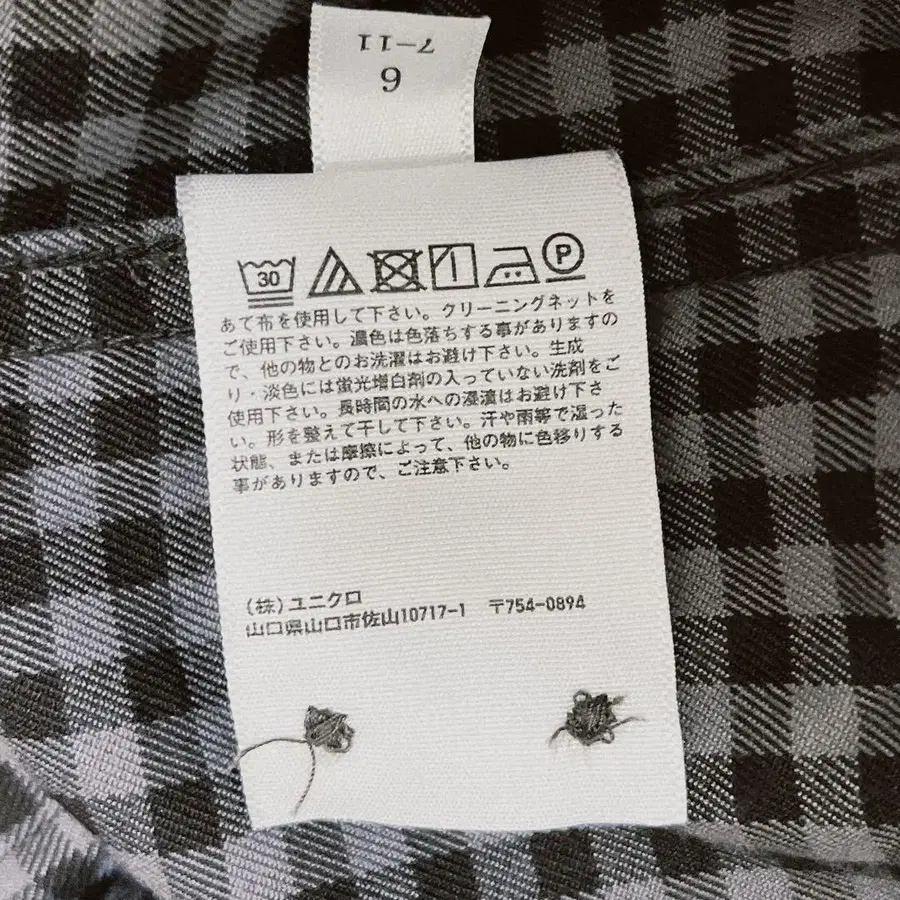 7-11
6
30
P
あて布を使用して下さい。クリーニングネットを
ご使用下さい。濃色は色落ちする事がありますの
で、他の物とのお洗濯はお避け下さい。生成
り・淡色には蛍光増白剤の入っていない洗剤をご
使用下さい。長時間の水への浸漬はお避け下さ
い。形を整えて干して下さい。汗や雨等で湿った
状態、または摩擦によって、他の物に色移りする
事がありますので、ご注意下さい。
(株)ユニクロ
山口県山口市佐山10717-1 〒754-0894